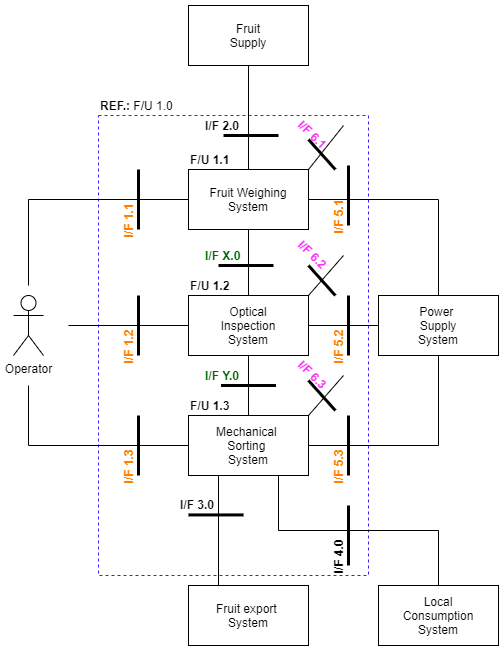 Fruit
Supply
REF.: F/U 1.0
I/F 2.0
I/F 6.1
F/U 1.1
Fruit Weighing
System
I/F 1.1
I/F 5.1
I/F X.0
I/F 6.2
F/U 1.2
Optical
Inspection
System
I/F 1.2
I/F 5.2
Power
Supply
System
Operator
I/F Y.0
I/F 6.3
F/U 1.3
Mechanical
Sorting
System
I/F 1.3
I/F 5.3
I/F 3.0
I/F 4.0
Fruit export
System
Local
Consumption
System